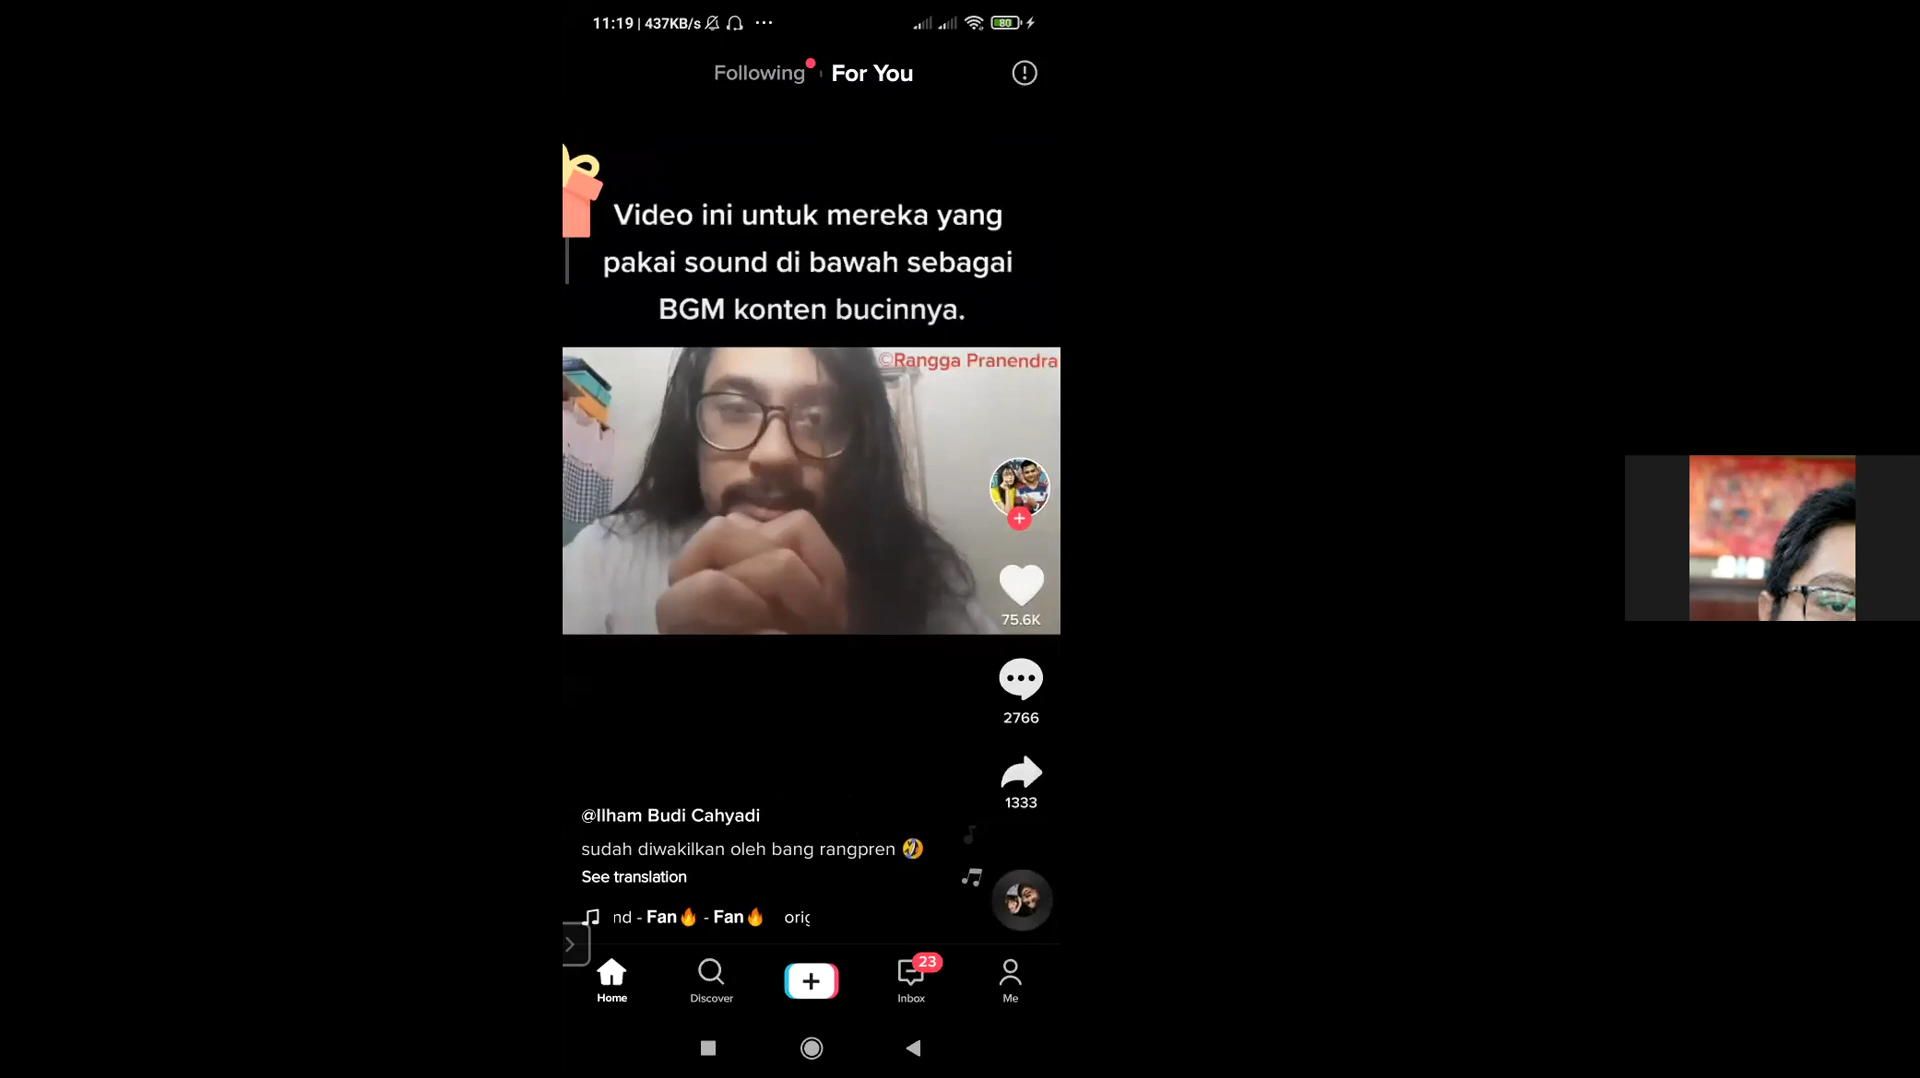 11:19 | 437KB/s
80
Following
For You
Video ini untuk mereka yang
pakai sound di bawah sebagai
BGM konten bucinnya.
©Rangga Pranendra
75.6K
2766
1333
@Ilham Budi Cahyadi
sudah diwakilkan oleh bang rangpren 🤣
See translation
nd - Fan🔥 - Fan🔥 orig
Home
Discover
23
Inbox
Me